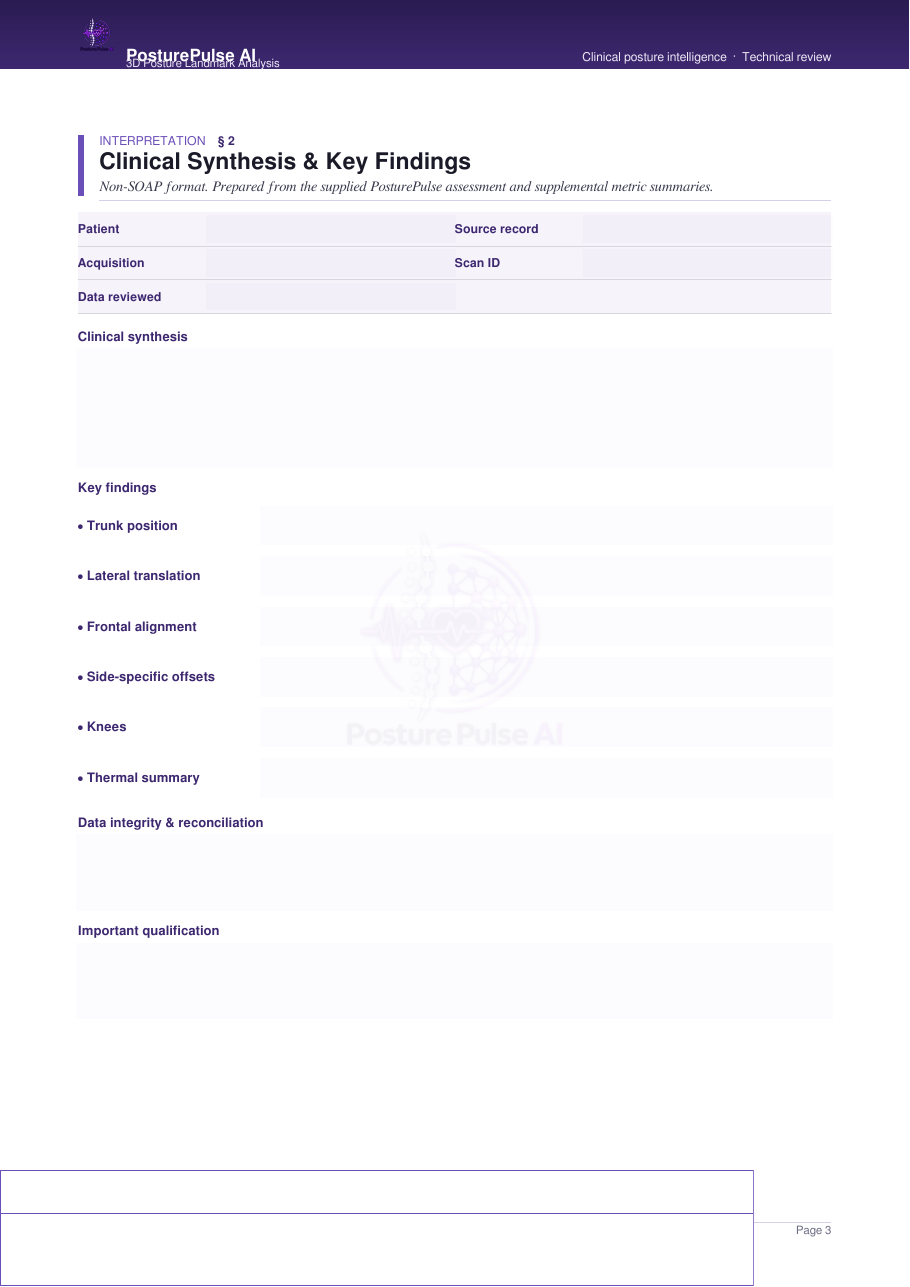 PosturePulse AI
3D Posture Landmark Analysis
Clinical posture intelligence · Technical review
INTERPRETATION § 2
Clinical Synthesis & Key Findings
Non-SOAP format. Prepared from the supplied PosturePulse assessment and supplemental metric summaries.
Patient Source record
Acquisition Scan ID
Data reviewed
Clinical synthesis
Key findings
• Trunk position
• Lateral translation
• Frontal alignment
• Side-specific offsets
• Knees
Posture Pulse AI
• Thermal summary
Data integrity & reconciliation
Important qualification
Page 3